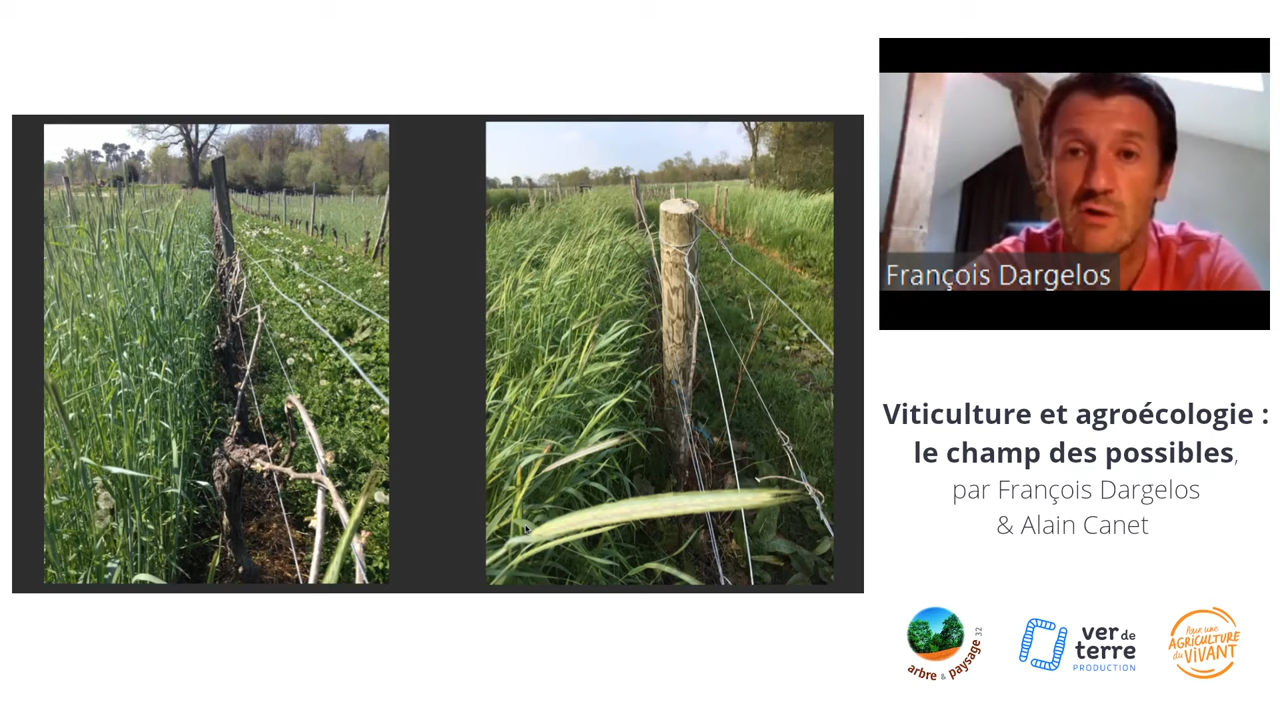 François Dargelos
Viticulture et agroécologie :
le champ des possibles,
par François Dargelos
& Alain Canet
arbre & paysage 32
ver de
terre
PRODUCTION
Pour une
AGRICULTURE
du ViVANT